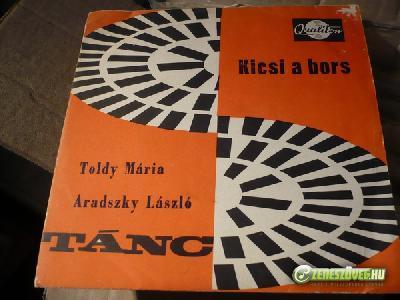 Qualiton
Kicsi a bors
Toldy Mária
Aradszky László
TÁNC
ZENESZÖVEG.HU